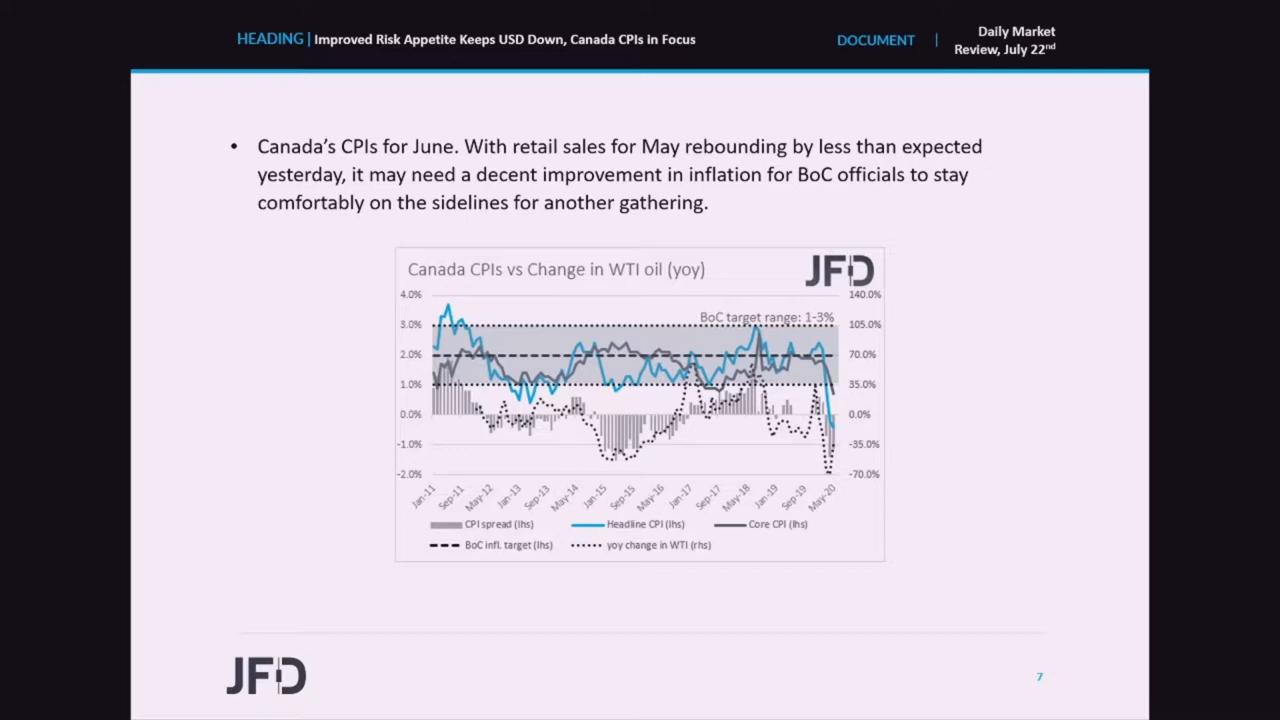 HEADING | Improved Risk Appetite Keeps USD Down, Canada CPIs in Focus
DOCUMENT | Daily Market
Review, July 22nd
• Canada's CPIs for June. With retail sales for May rebounding by less than expected
yesterday, it may need a decent improvement in inflation for BoC officials to stay
comfortably on the sidelines for another gathering.
Canada CPIs vs Change in WTI oil (yoy)
JFD
4.0% 140.0%
BoC target range: 1-3%
3.0% 105.0%
2.0% 70.0%
1.0% 35.0%
0.0% 0.0%
-1.0% -35.0%
-2.0% -70.0%
Jan-11 Sep-11 May-12 Jan-13 Sep-13 May-14 Jan-15 Sep-15 May-16 Jan-17 Sep-17 May-18 Jan-19 Sep-19 May-20
CPI spread (lhs) Headline CPI (lhs) Core CPI (lhs)
BoC infl. target (lhs) yoy change in WTI (rhs)
JFD
7